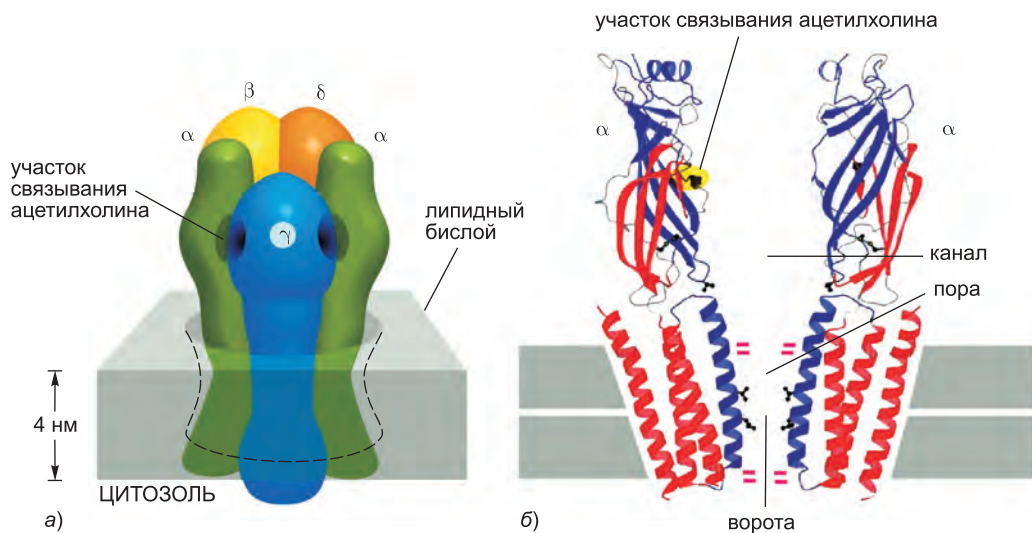 β
δ
α
α
участок
связывания
ацетилхолина
γ
липидный
бислой
4 нм
ЦИТОЗОЛЬ
а)
участок связывания ацетилхолина
α
α
канал
пора
ворота
б)